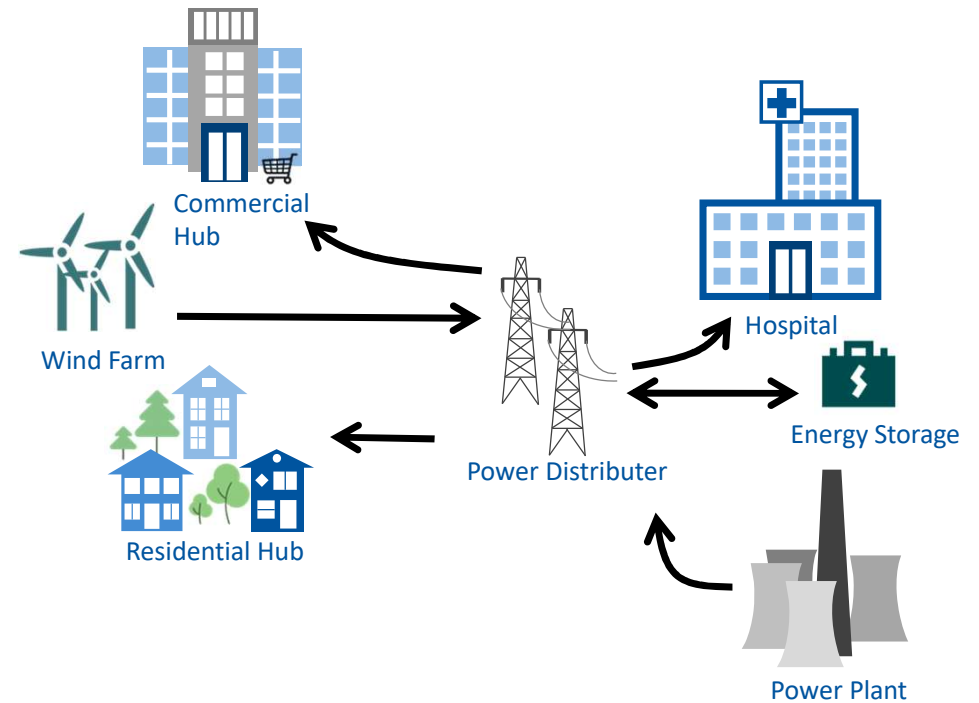 Commercial
Hub
Wind Farm
Hospital
Energy Storage
Power Distributer
Residential Hub
Power Plant